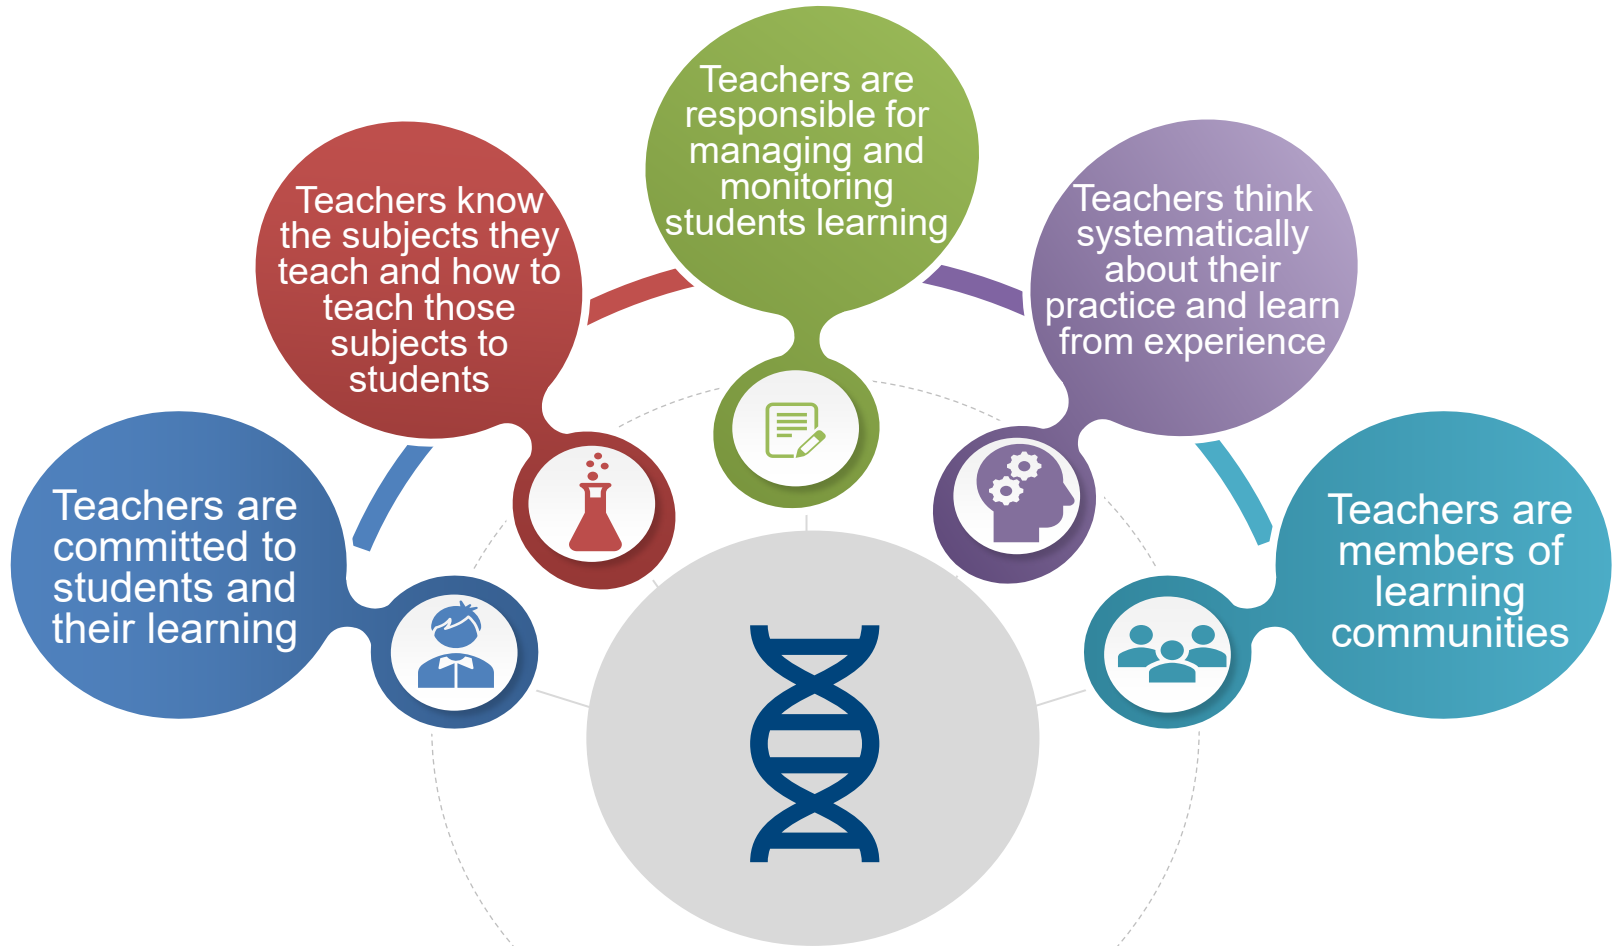 Teachers are
committed to
students and
their learning
Teachers know
the subjects they
teach and how to
teach those
subjects to
students
Teachers are
responsible for
managing and
monitoring
students learning
Teachers think
systematically
about their
practice and learn
from experience
Teachers are
members of
learning
communities